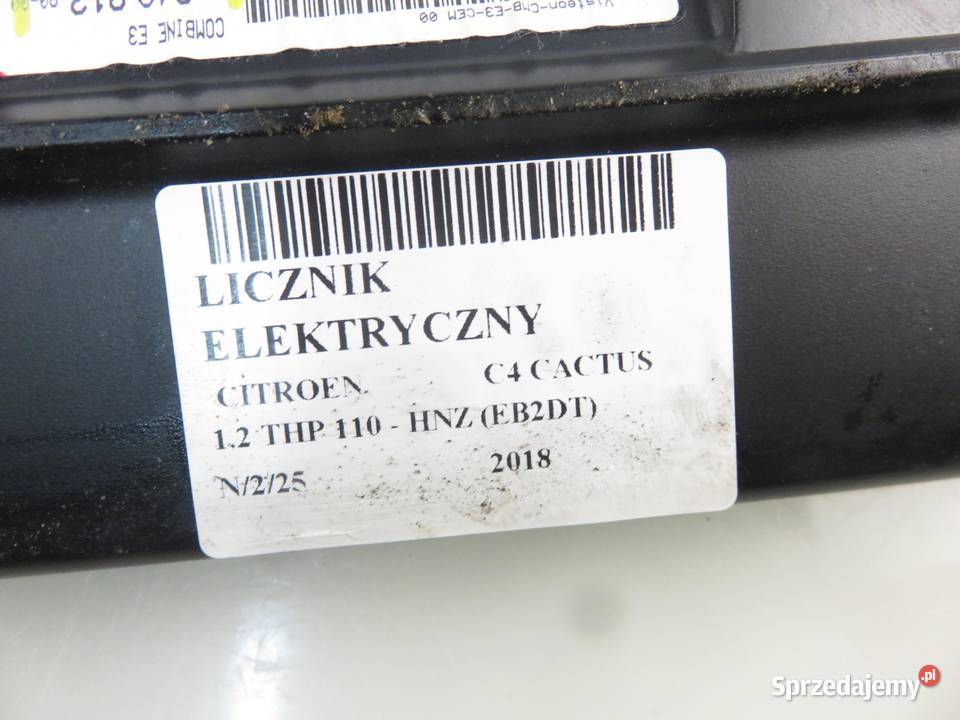 Visteon-Chb-E3-cEM 00
COMBINE E3
LICZNIK
ELEKTRYCZNY
CITROEN C4 CACTUS
1.2 THP 110 - HNZ (EB2DT)
N/2/25 2018
Sprzedajemy.pl